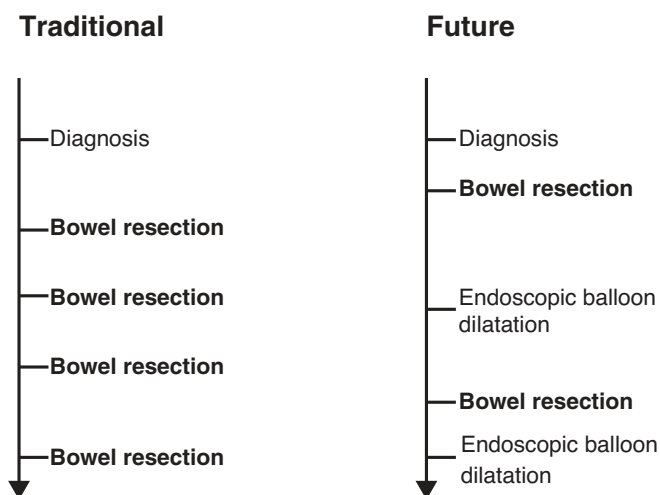 Traditional
Diagnosis
Bowel resection
Bowel resection
Bowel resection
Bowel resection
Future
Diagnosis
Bowel resection
Endoscopic balloon
dilatation
Bowel resection
Endoscopic balloon
dilatation